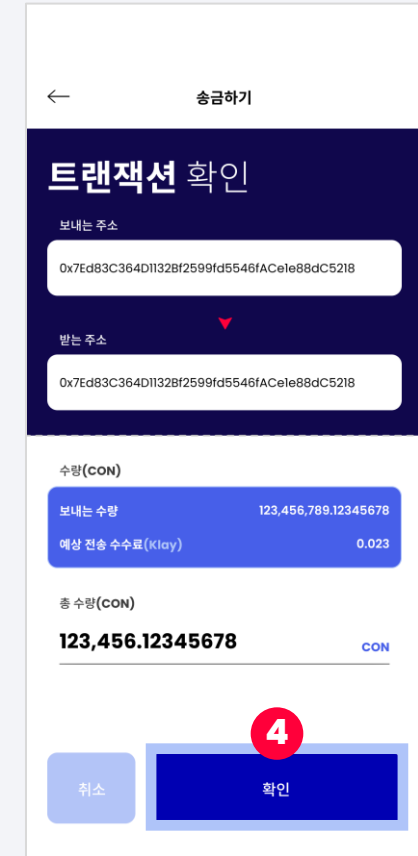 송금하기
트랜잭션 확인
보내는 주소
0x7Ed83C364D1132Bf2599fd5546fACe1e88dC5218
받는 주소
0x7Ed83C364D1132Bf2599fd5546fACe1e88dC5218
수량(CON)
보내는 수량 123,456,789.12345678
예상 전송 수수료(Klay) 0.023
총 수량(CON)
123,456.12345678 CON
4
취소 확인